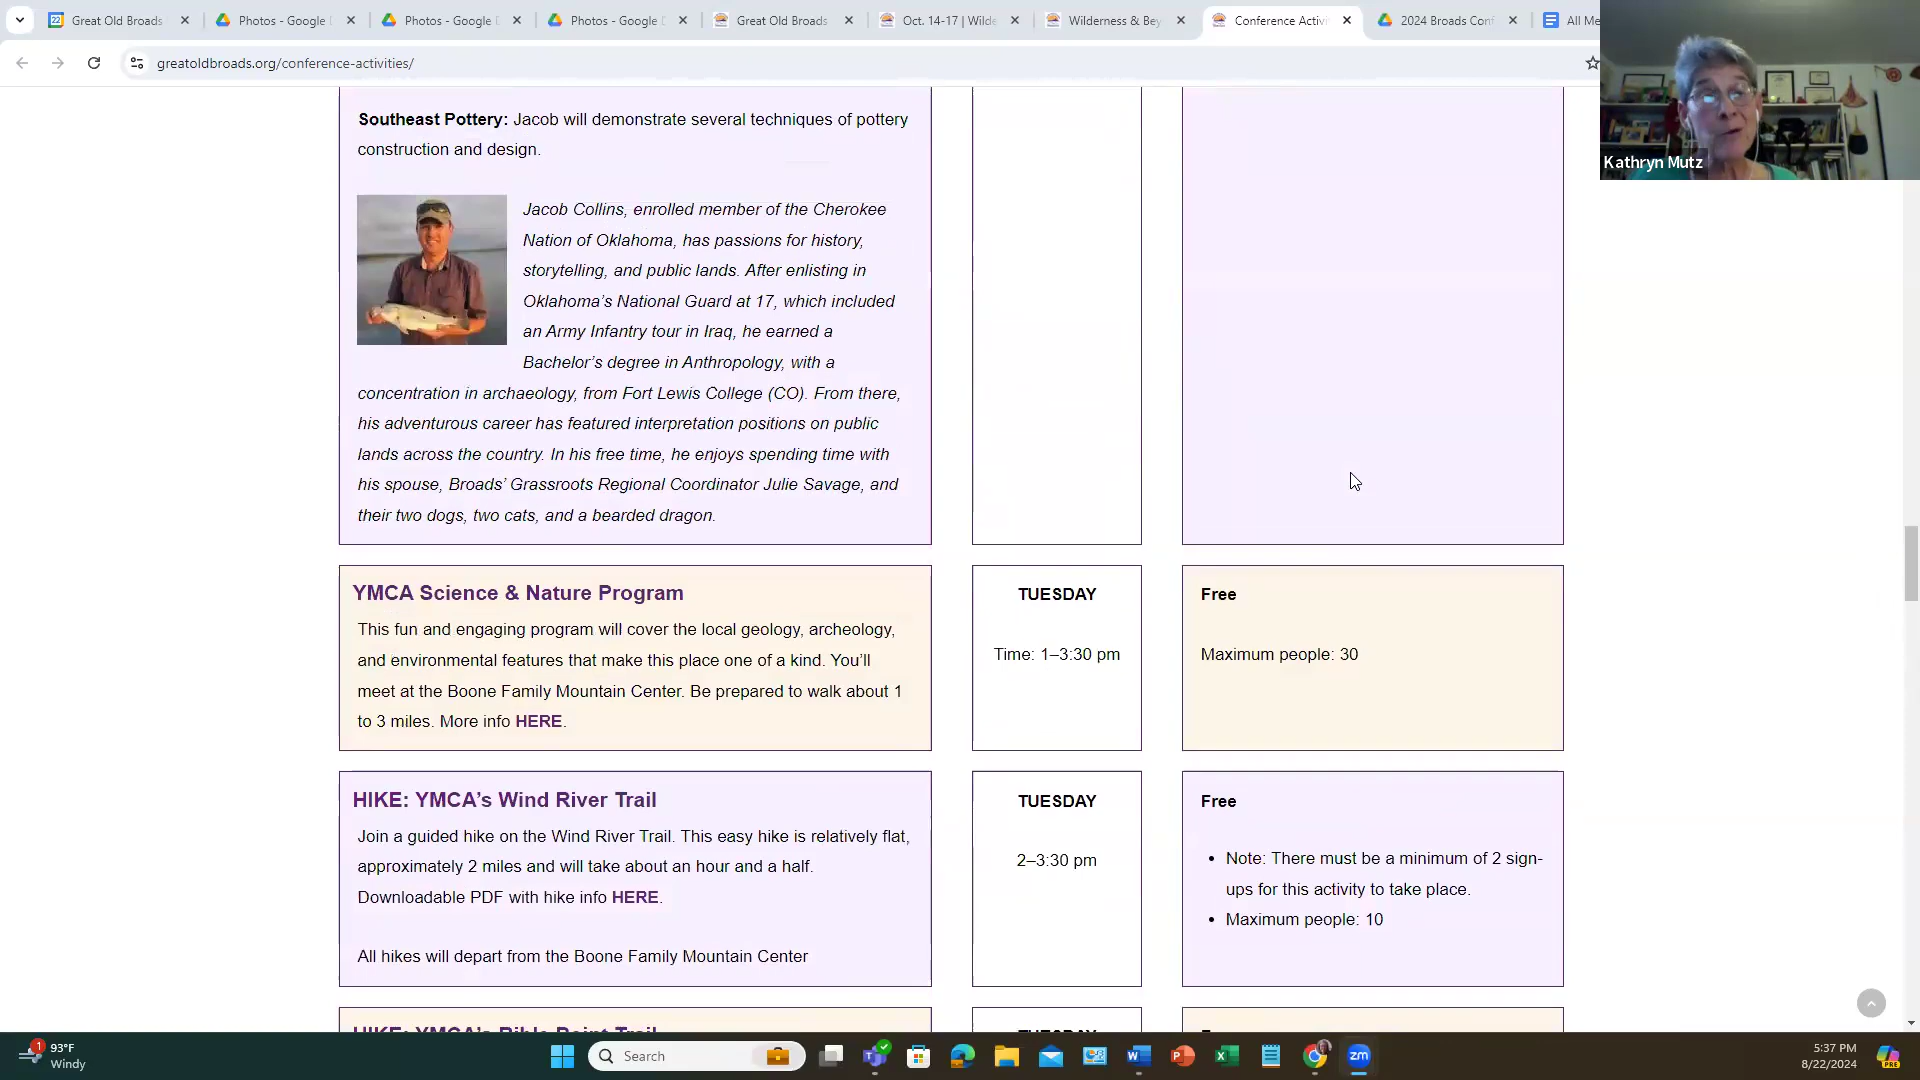 Great Old Broads
Photos - Google D
Photos - Google D
Photos - Google D
Great Old Broads
Oct. 14-17 | Wilde
Wilderness & Bey
Conference Activi
2024 Broads Conf
All Me
greatoldbroads.org/conference-activities/
Kathryn Mutz
Southeast Pottery: Jacob will demonstrate several techniques of pottery
construction and design.
Jacob Collins, enrolled member of the Cherokee
Nation of Oklahoma, has passions for history,
storytelling, and public lands. After enlisting in
Oklahoma’s National Guard at 17, which included
an Army Infantry tour in Iraq, he earned a
Bachelor’s degree in Anthropology, with a
concentration in archaeology, from Fort Lewis College (CO). From there,
his adventurous career has featured interpretation positions on public
lands across the country. In his free time, he enjoys spending time with
his spouse, Broads’ Grassroots Regional Coordinator Julie Savage, and
their two dogs, two cats, and a bearded dragon.
YMCA Science & Nature Program
This fun and engaging program will cover the local geology, archeology,
and environmental features that make this place one of a kind. You’ll
meet at the Boone Family Mountain Center. Be prepared to walk about 1
to 3 miles. More info HERE.
TUESDAY
Time: 1–3:30 pm
Free
Maximum people: 30
HIKE: YMCA’s Wind River Trail
Join a guided hike on the Wind River Trail. This easy hike is relatively flat,
approximately 2 miles and will take about an hour and a half.
Downloadable PDF with hike info HERE.
All hikes will depart from the Boone Family Mountain Center
TUESDAY
2–3:30 pm
Free
• Note: There must be a minimum of 2 sign-
ups for this activity to take place.
• Maximum people: 10
HIKE: YMCA’s Bible Point Trail
TUESDAY
1
93°F
Windy
Search
zm
5:37 PM
8/22/2024